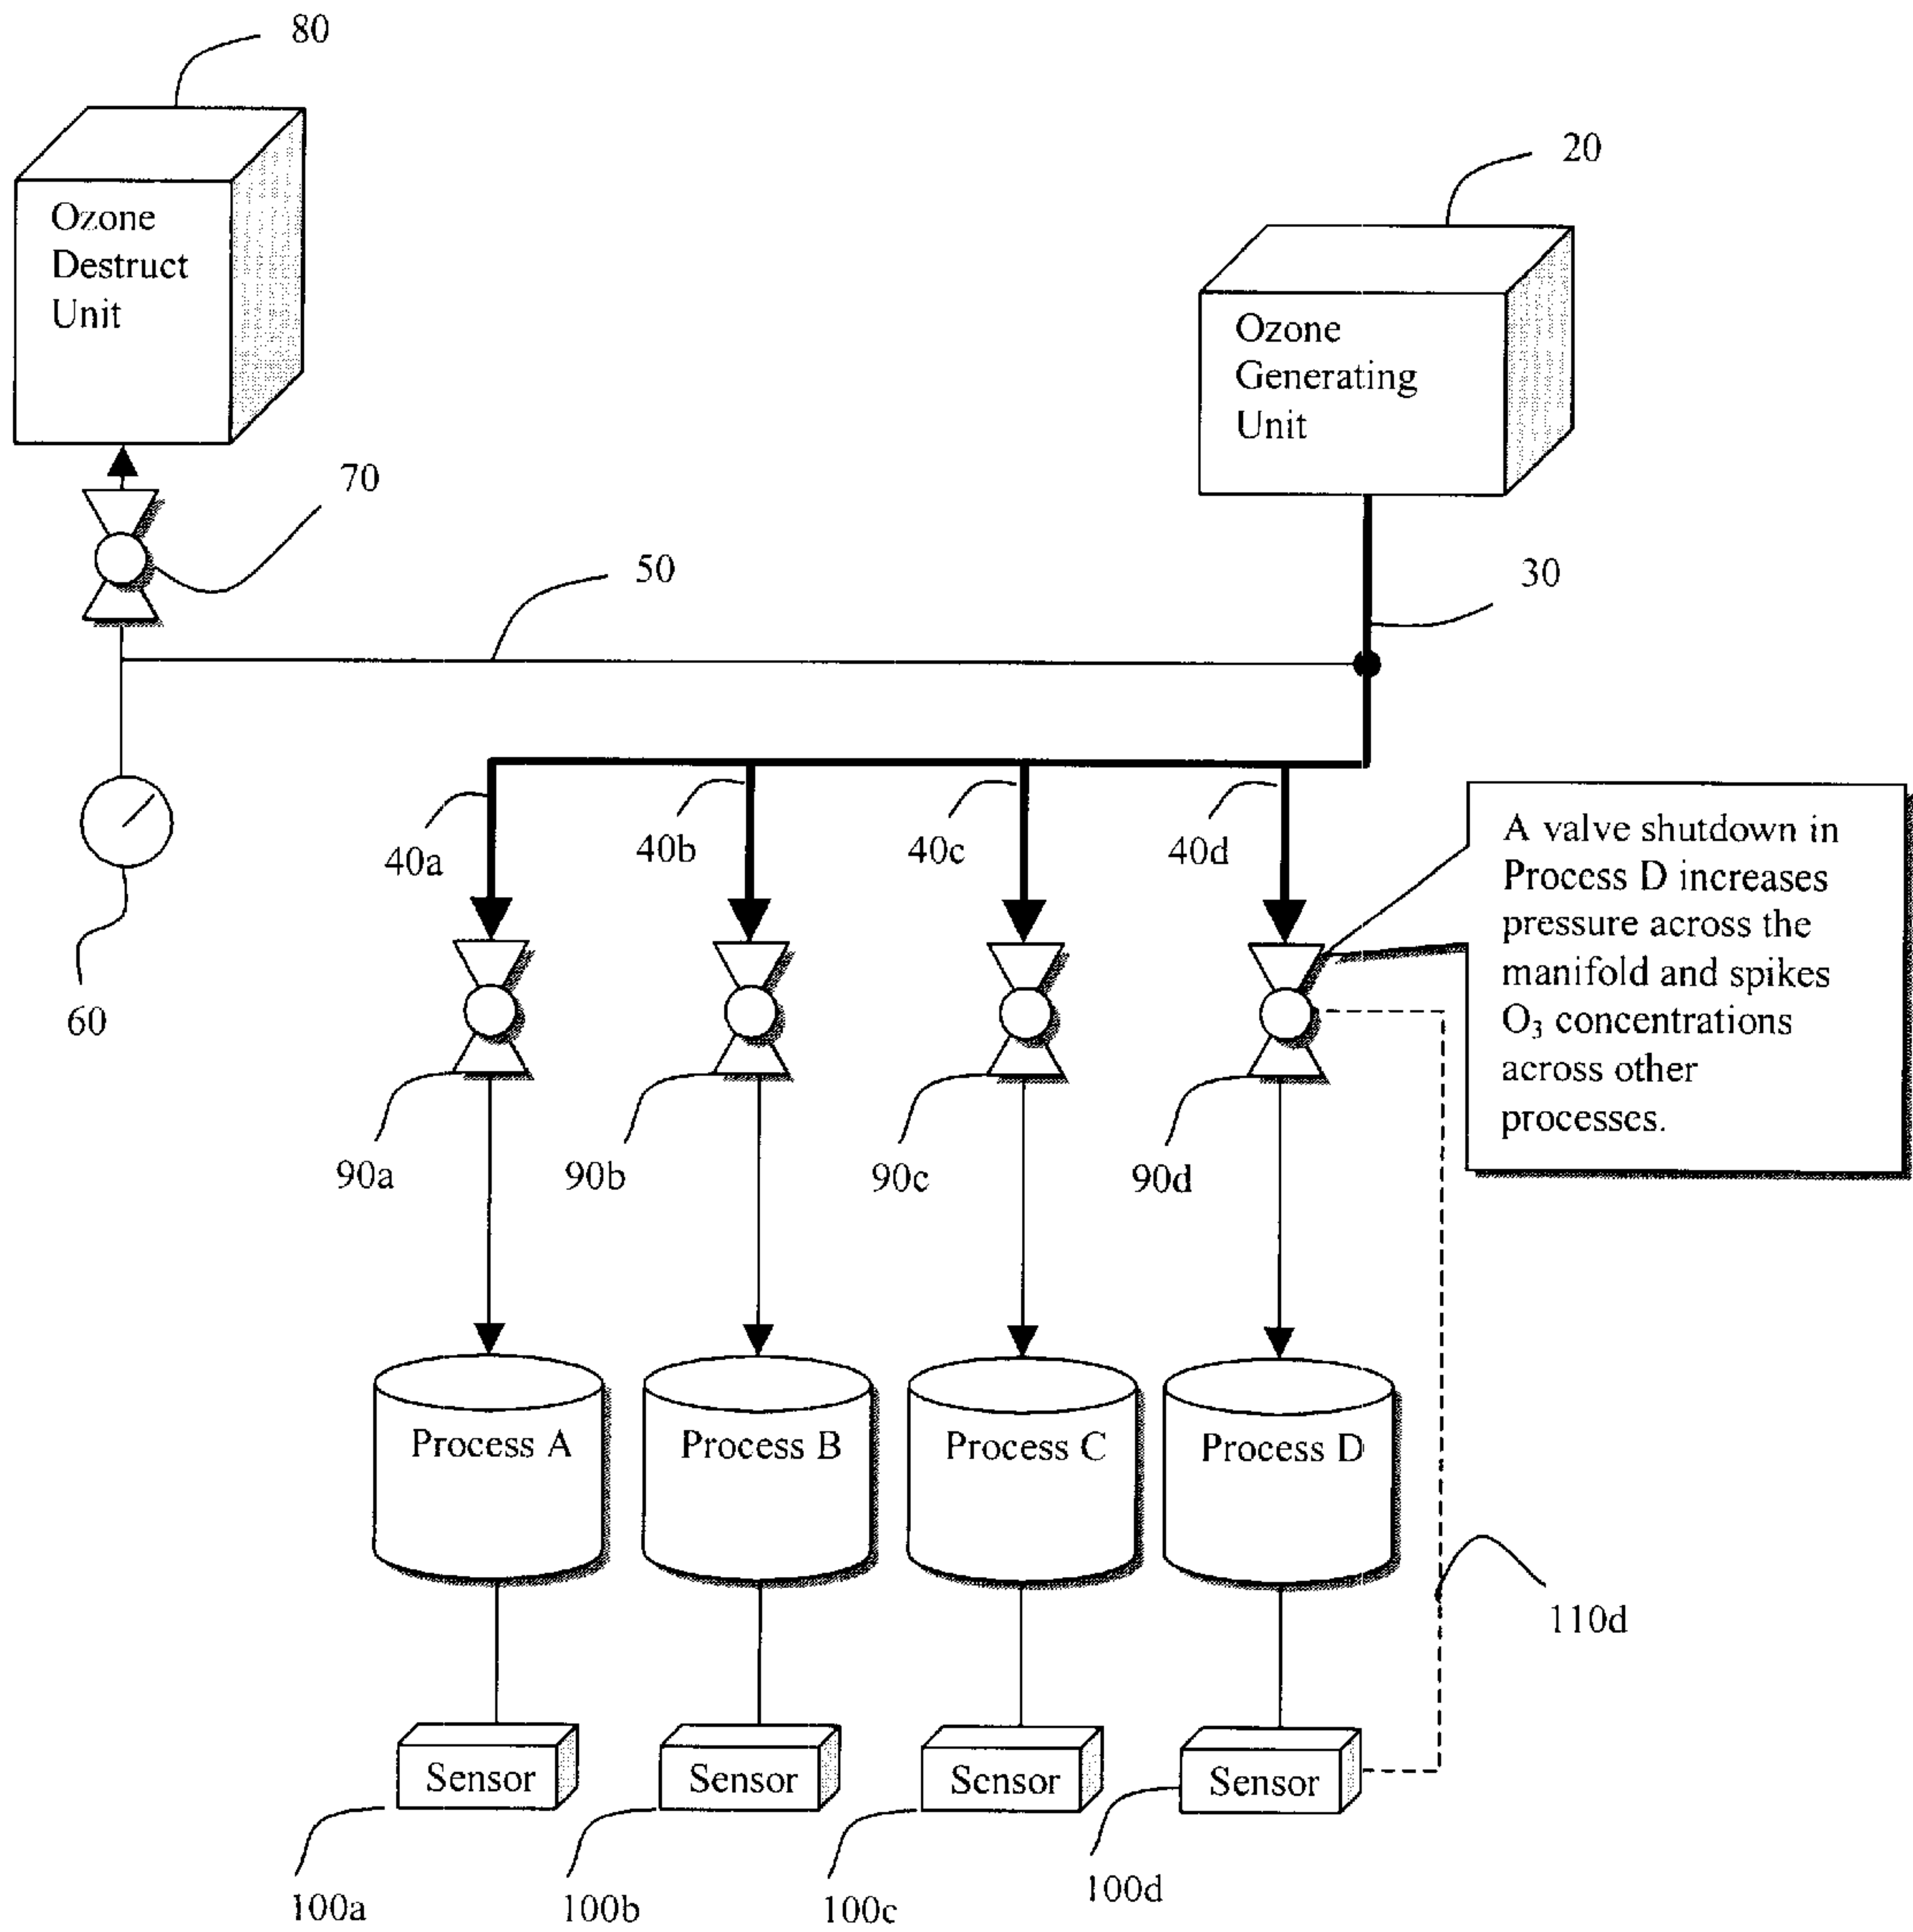 80
20
Ozone
Destruct
Unit
Ozone
Generating
Unit
70
50
30
40a
40b
40c
40d
A valve shutdown in
Process D increases
pressure across the
manifold and spikes
O₃ concentrations
across other
processes.
60
90a
90b
90c
90d
Process A
Process B
Process C
Process D
110d
Sensor
Sensor
Sensor
Sensor
100a
100b
100c
100d